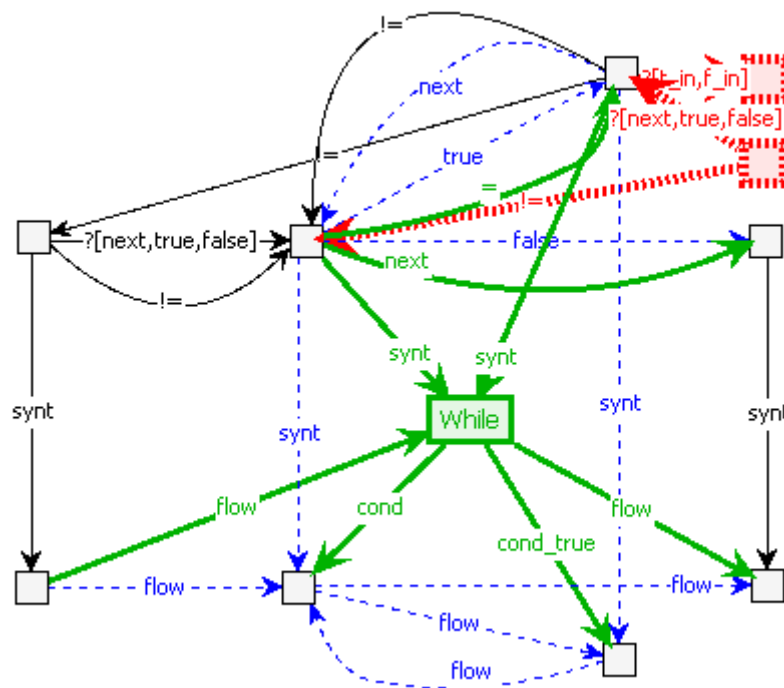 !=
?[t_in,f_in]
next
?[next,true,false]
true
!=
=
!=
?[next,true,false]
false
next
!=
synt
synt
synt
synt
synt
synt
While
flow
cond
flow
cond_true
flow
flow
flow
flow